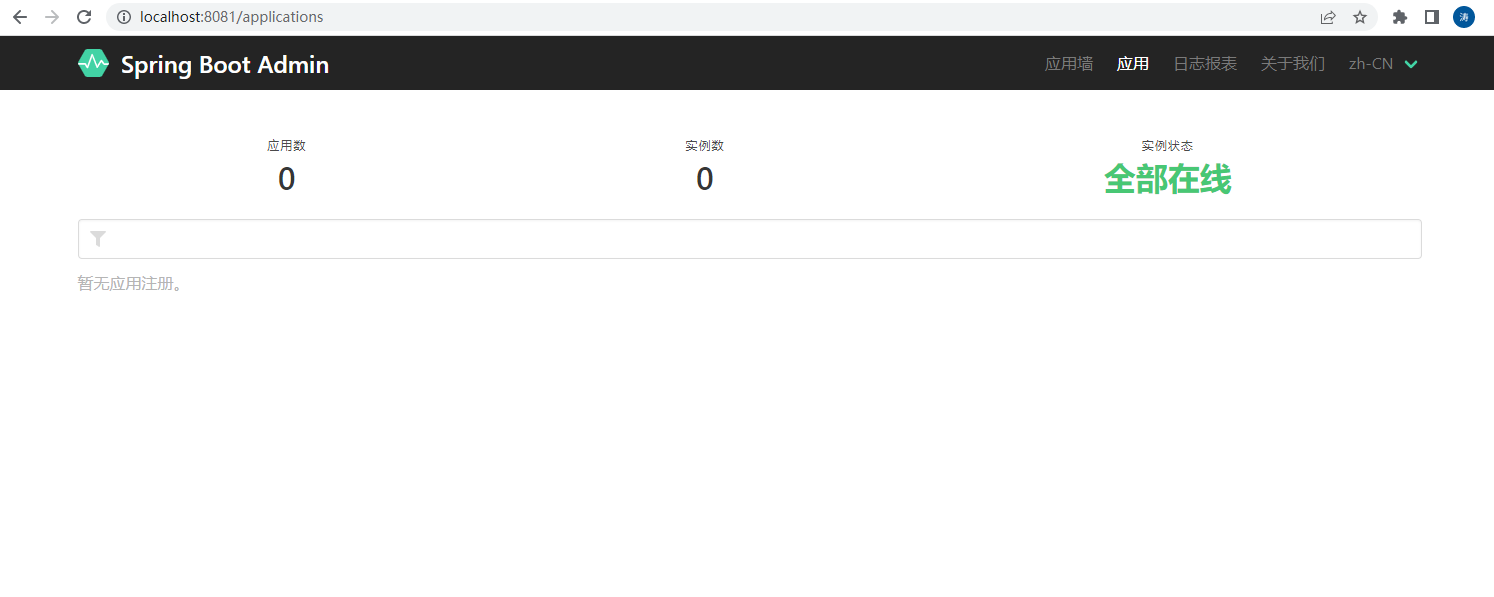 localhost:8081/applications
涛
Spring Boot Admin
应用墙 应用 日志报表 关于我们 zh-CN
应用数 实例数 实例状态
0 0 全部在线
暂无应用注册。